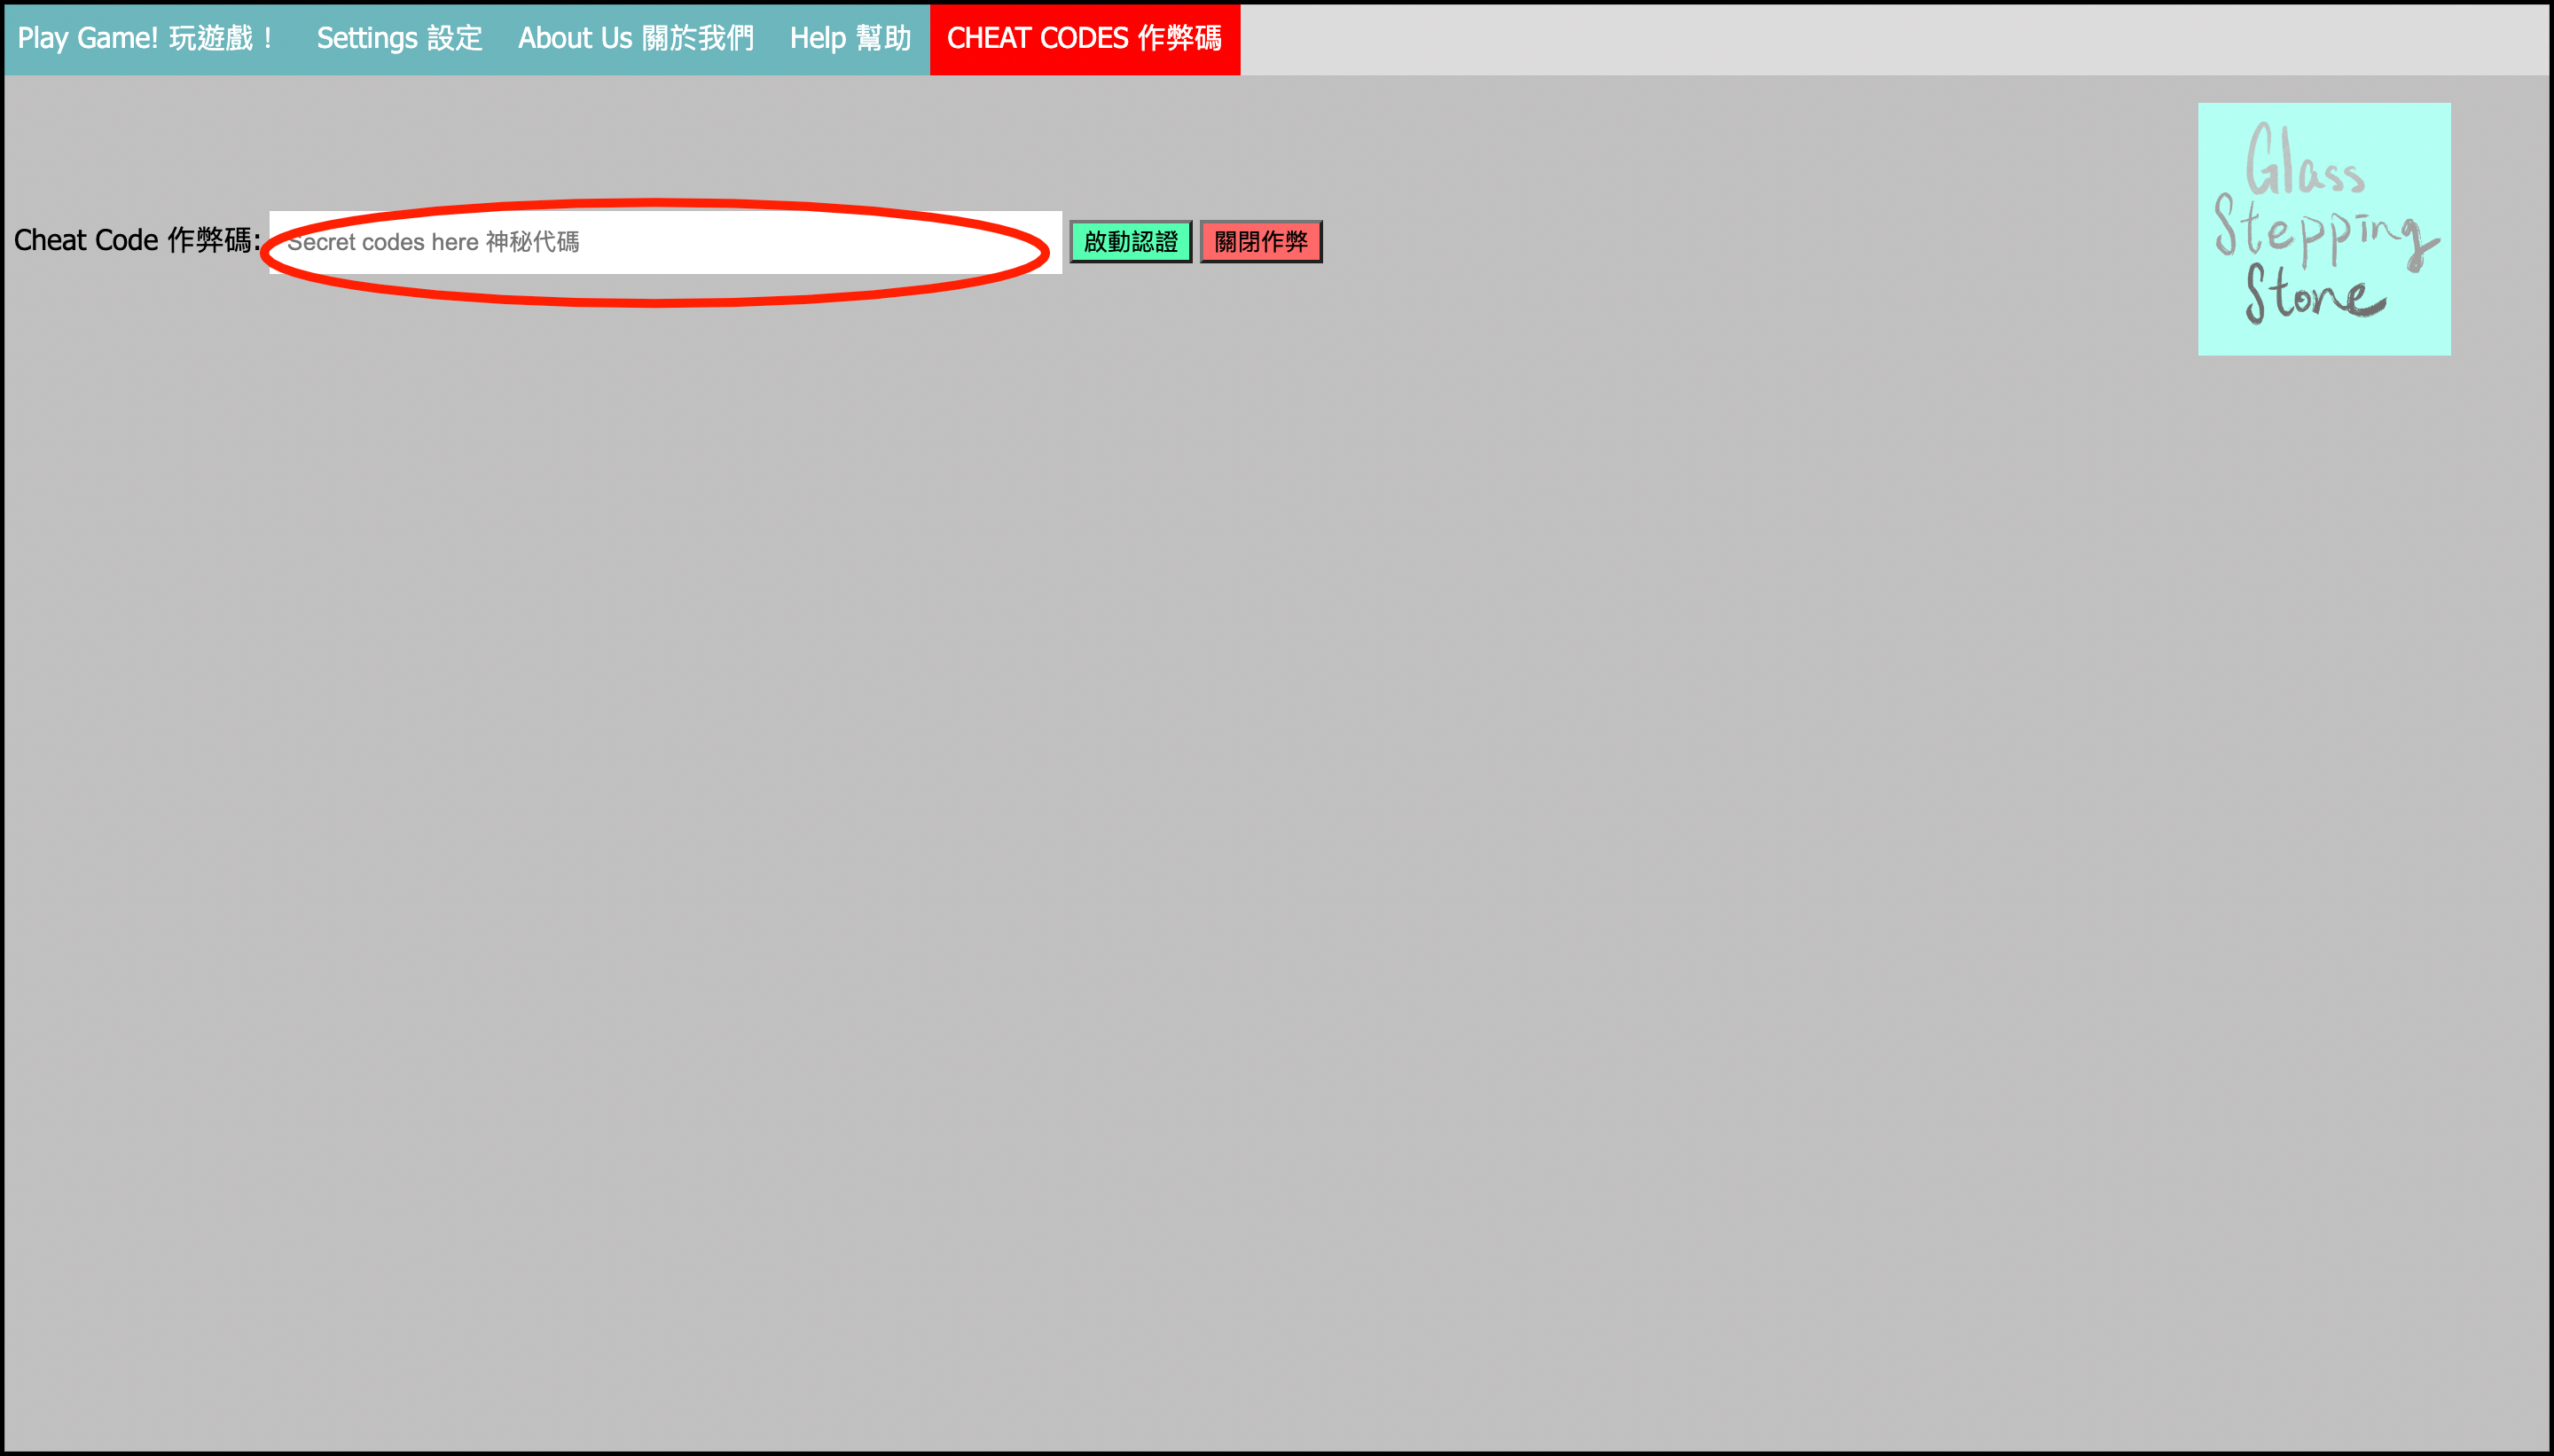 Play Game! 玩遊戲！ Settings 設定 About Us 關於我們 Help 幫助 CHEAT CODES 作弊碼
Glass
Stepping
Stone
Cheat Code 作弊碼: Secret codes here 神秘代碼 啟動認證 關閉作弊